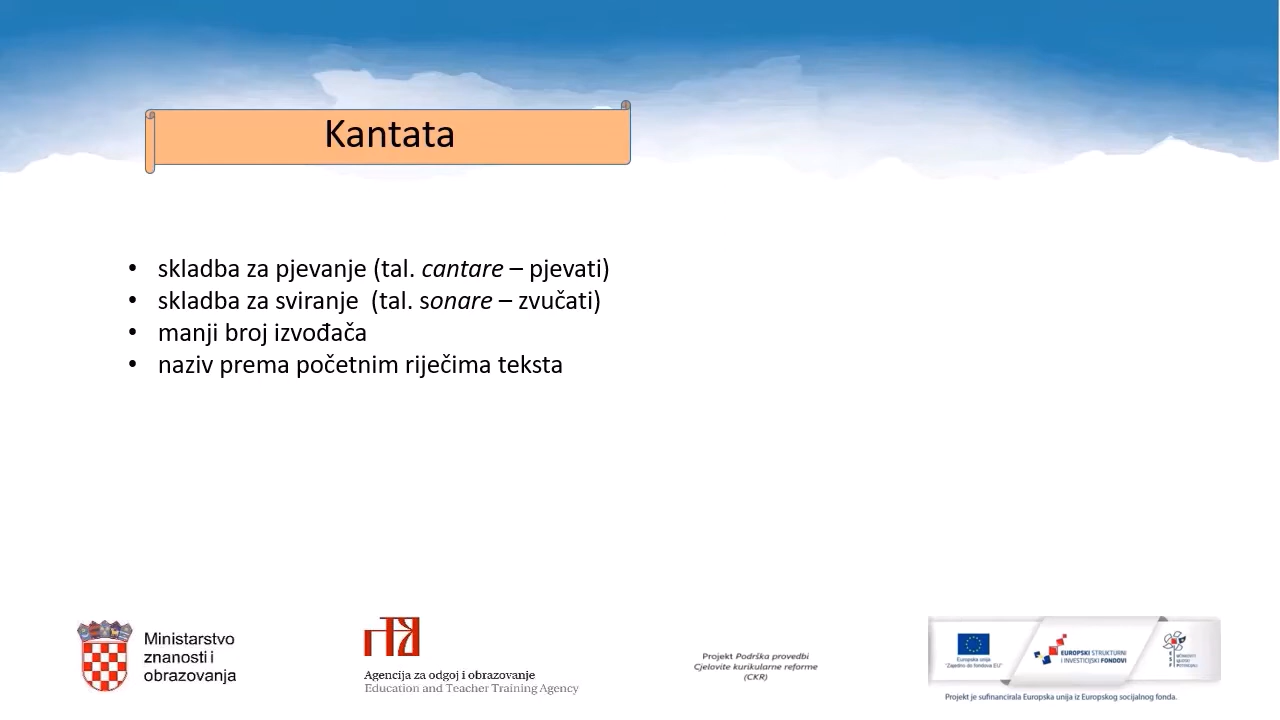 Kantata
• skladba za pjevanje (tal. cantare – pjevati)
• skladba za sviranje (tal. sonare – zvučati)
• manji broj izvođača
• naziv prema početnim riječima teksta
Ministarstvo
znanosti i
obrazovanja
Agencija za odgoj i obrazovanje
Education and Teacher Training Agency
Projekt Podrška provedbi
Cjelovite kurikularne reforme
(CKR)
Europska unija
"Zajedno do fondova EU"
EUROPSKI STRUKTURNI
I INVESTICIJSKI FONDOVI
Projekt je sufinancirala Europska unija iz Europskog socijalnog fonda.